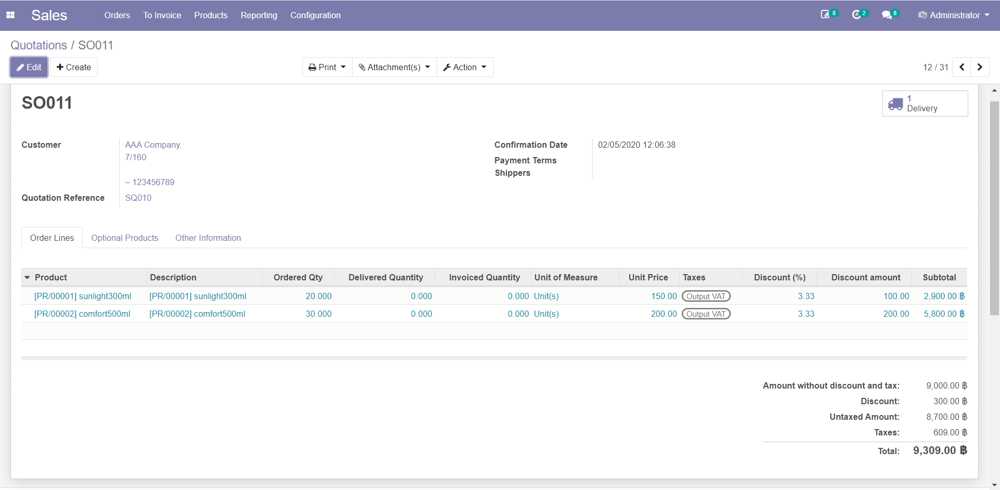 Sales Orders To Invoice Products Reporting Configuration 8 2 8 Administrator
Quotations / SO011
Edit Create Print Attachment(s) Action 12 / 31
SO011
1
Delivery
Customer AAA Company. Confirmation Date 02/05/2020 12:06:38
7/160 Payment Terms
Shippers
– 123456789
Quotation Reference SQ010
Order Lines Optional Products Other Information
Product Description Ordered Qty Delivered Quantity Invoiced Quantity Unit of Measure Unit Price Taxes Discount (%) Discount amount Subtotal
[PR/00001] sunlight300ml [PR/00001] sunlight300ml 20.000 0.000 0.000 Unit(s) 150.00 Output VAT 3.33 100.00 2,900.00 ฿
[PR/00002] comfort500ml [PR/00002] comfort500ml 30.000 0.000 0.000 Unit(s) 200.00 Output VAT 3.33 200.00 5,800.00 ฿
Amount without discount and tax: 9,000.00 ฿
Discount: 300.00 ฿
Untaxed Amount: 8,700.00 ฿
Taxes: 609.00 ฿
Total: 9,309.00 ฿